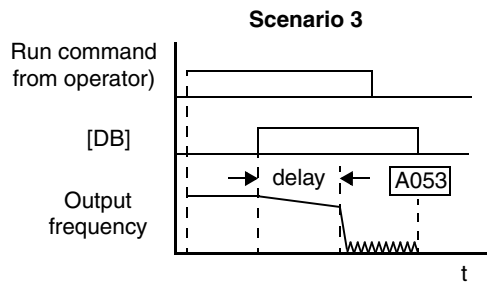 Scenario 3
Run command
from operator)
[DB]
delay
A053
Output
frequency
t